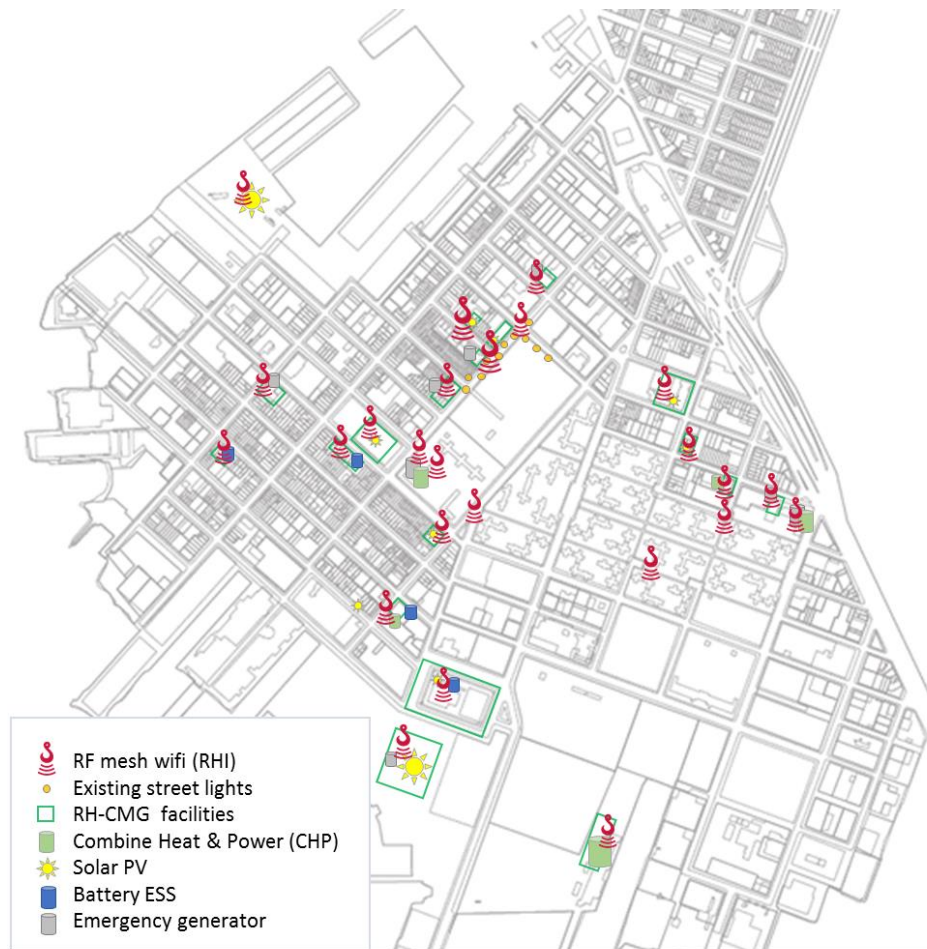 RF mesh wifi (RHI)
Existing street lights
RH-CMG facilities
Combine Heat & Power (CHP)
Solar PV
Battery ESS
Emergency generator